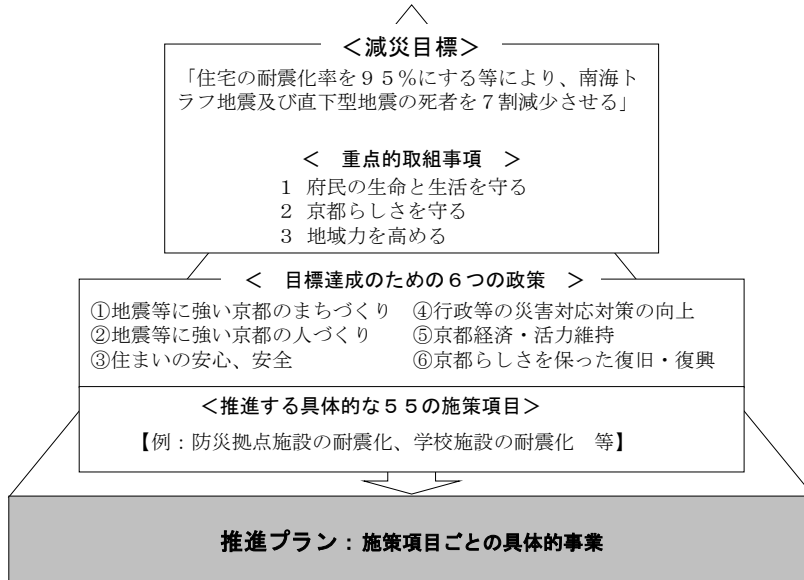 ＜減災目標＞
「住宅の耐震化率を９５％にする等により、南海ト
ラフ地震及び直下型地震の死者を７割減少させる」
＜　重点的取組事項　＞
１　府民の生命と生活を守る
２　京都らしさを守る
３　地域力を高める
＜　目標達成のための６つの政策　＞
①地震等に強い京都のまちづくり
②地震等に強い京都の人づくり
③住まいの安心、安全
④行政等の災害対応対策の向上
⑤京都経済・活力維持
⑥京都らしさを保った復旧・復興
＜推進する具体的な５５の施策項目＞
【例：防災拠点施設の耐震化、学校施設の耐震化　等】
推進プラン：施策項目ごとの具体的事業